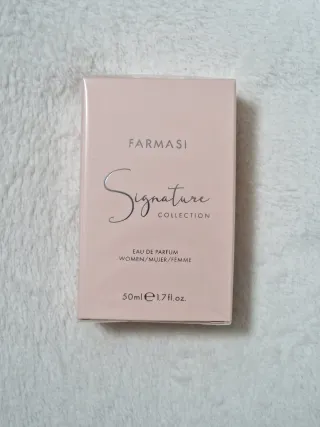 FARMASI
Signature
COLLECTION
EAU DE PARFUM
WOMEN/MUJER/FEMME
50ml℮1.7fl.oz.